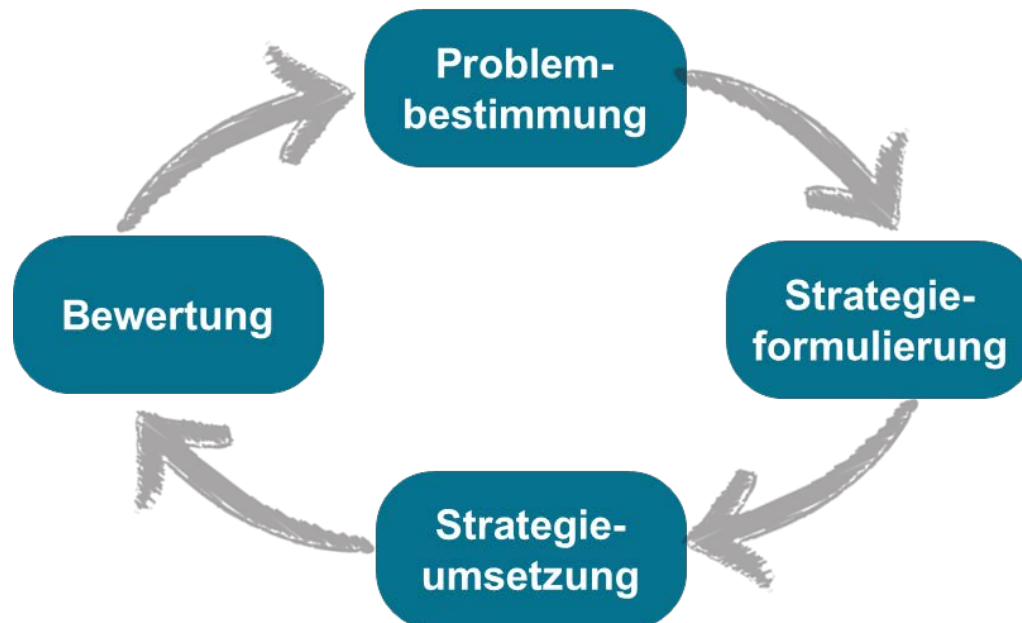 Problem-
bestimmung
Strategie-
formulierung
Strategie-
umsetzung
Bewertung